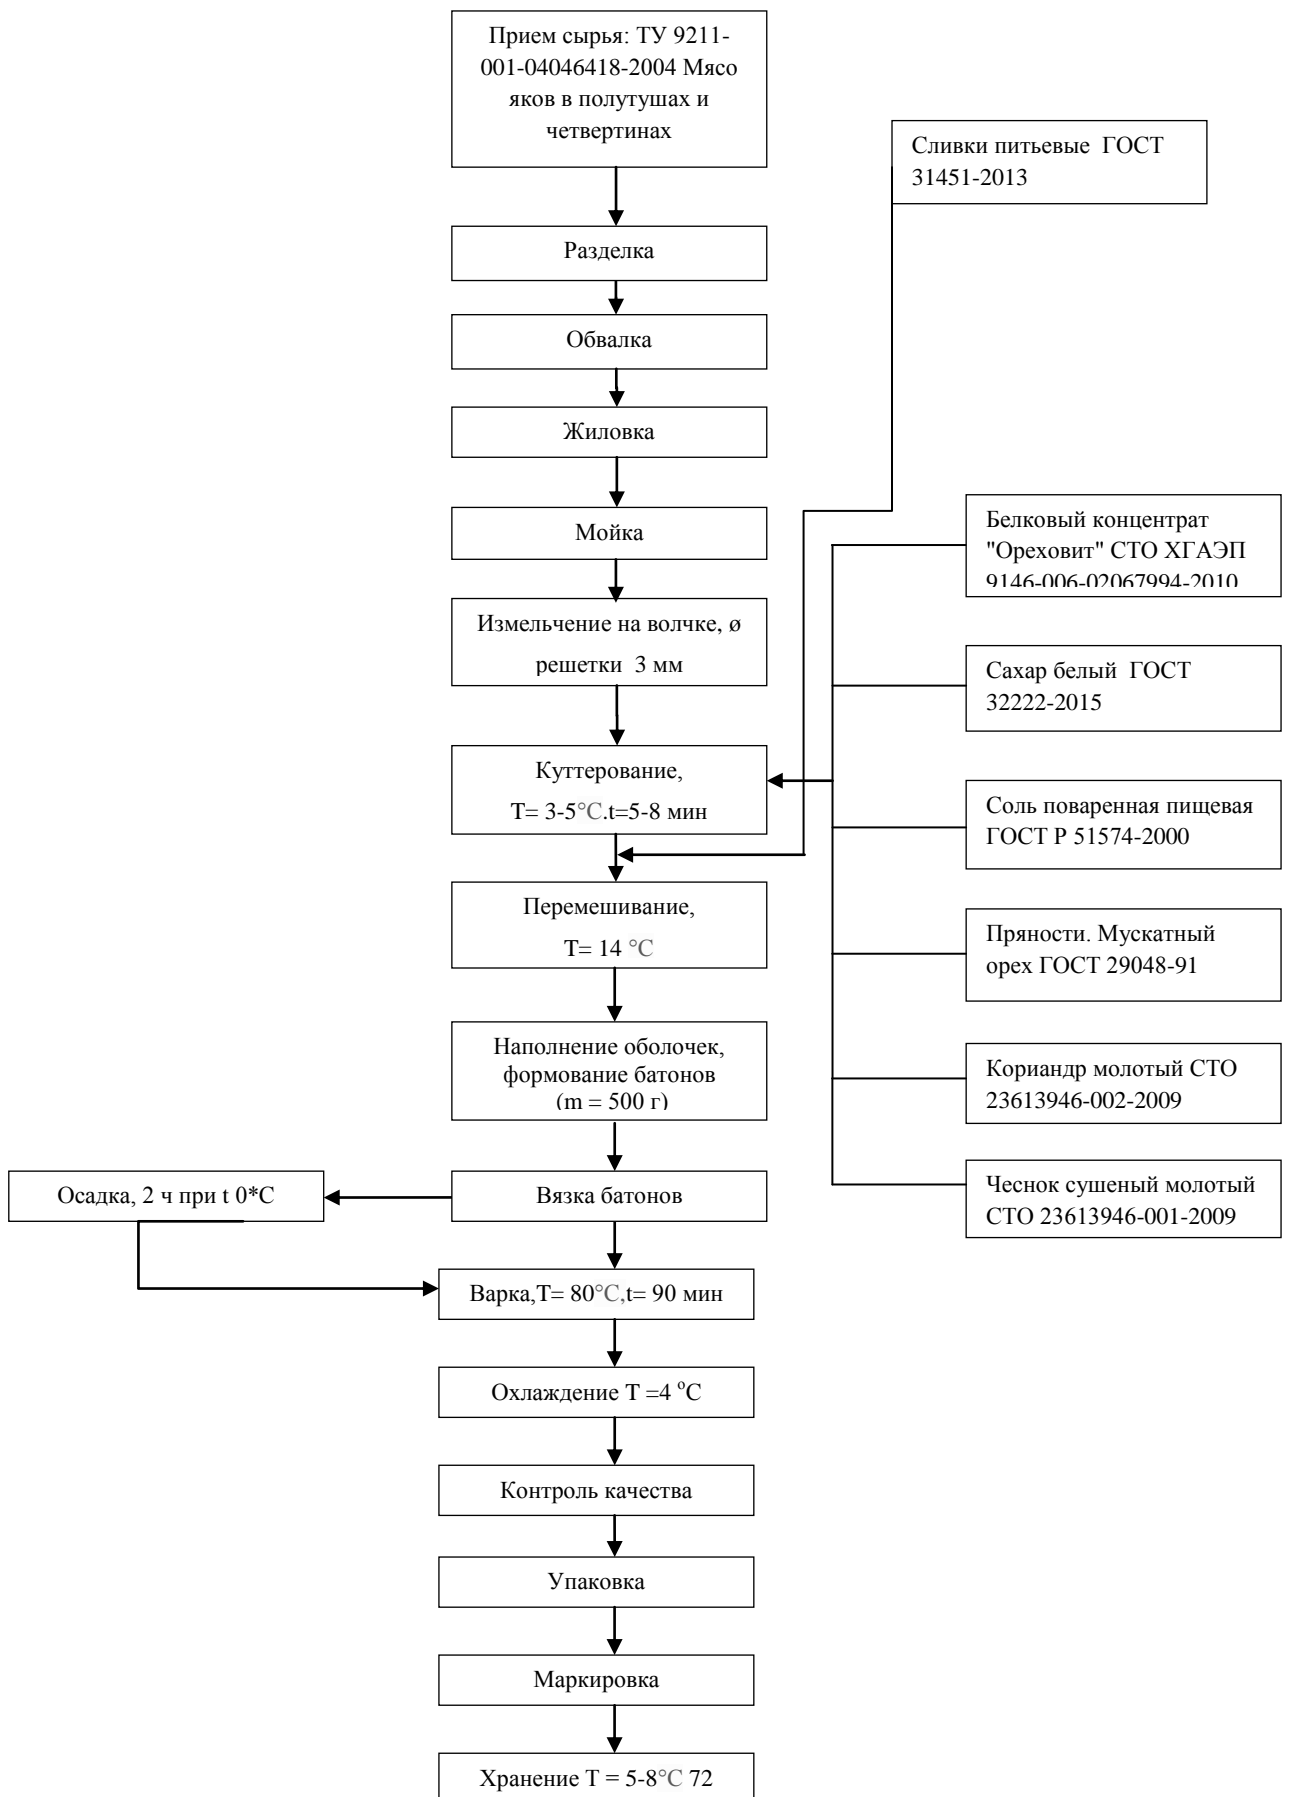 Прием сырья: ТУ 9211-
001-04046418-2004 Мясо
яков в полутушах и
четвертинах
Сливки питьевые ГОСТ
31451-2013
Разделка
Обвалка
Жиловка
Мойка
Измельчение на волчке, ø
решетки 3 мм
Куттерование,
Т= 3-5°С.t=5-8 мин
Перемешивание,
Т= 14 °С
Наполнение оболочек,
формование батонов
(m = 500 г)
Белковый концентрат
"Ореховит" СТО ХГАЭП
9146-006-02067994-2010
Сахар белый ГОСТ
32222-2015
Соль поваренная пищевая
ГОСТ Р 51574-2000
Пряности. Мускатный
орех ГОСТ 29048-91
Кориандр молотый СТО
23613946-002-2009
Чеснок сушеный молотый
СТО 23613946-001-2009
Осадка, 2 ч при t 0*С
Вязка батонов
Варка,Т= 80°С,t= 90 мин
Охлаждение Т =4 °С
Контроль качества
Упаковка
Маркировка
Хранение Т = 5-8°С 72